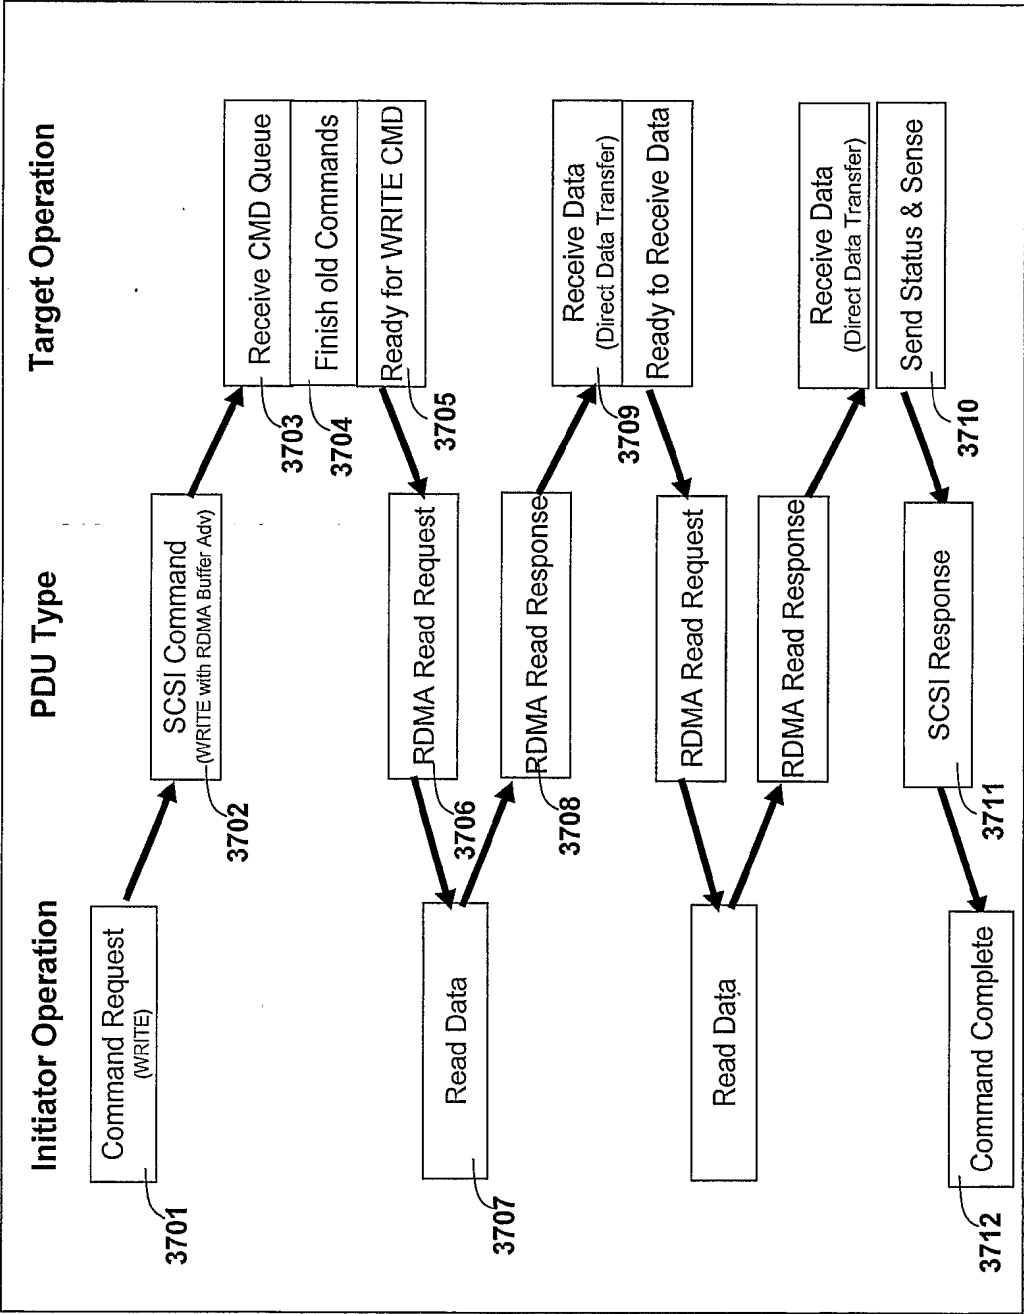 Initiator Operation
PDU Type
Target Operation
Command Request
(WRITE)
3701
SCSI Command
(WRITE with RDMA Buffer Adv)
3702
Receive CMD Queue
3703
Finish old Commands
3704
Ready for WRITE CMD
3705
RDMA Read Request
3706
Read Data
3707
RDMA Read Response
3708
Receive Data
(Direct Data Transfer)
3709
Ready to Receive Data
RDMA Read Request
Read Data
RDMA Read Response
Receive Data
(Direct Data Transfer)
Send Status & Sense
3710
SCSI Response
3711
Command Complete
3712